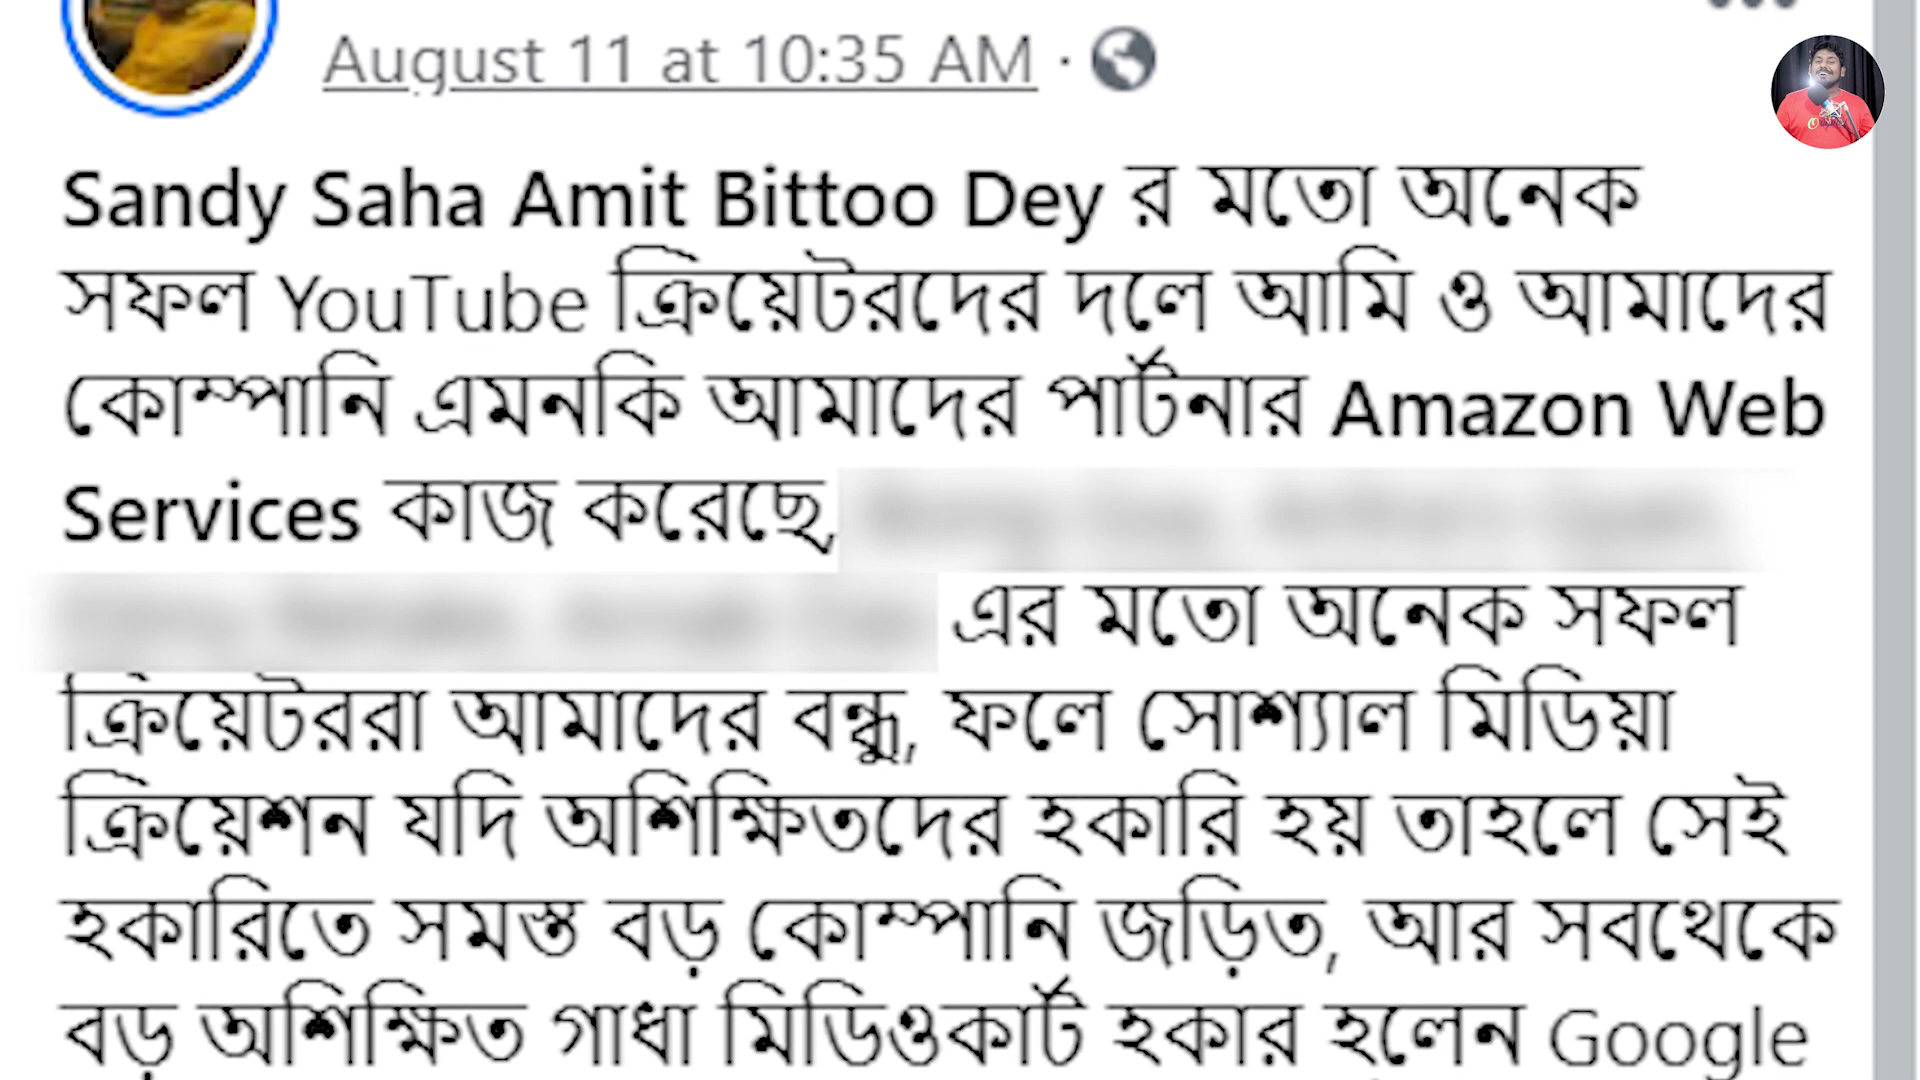 August 11 at 10:35 AM ·
Sandy Saha Amit Bittoo Dey র মতো অনেক
সফল YouTube ক্রিয়েটরদের দলে আমি ও আমাদের
কোম্পানি এমনকি আমাদের পার্টনার Amazon Web
Services কাজ করেছে,
এর মতো অনেক সফল
ক্রিয়েটররা আমাদের বন্ধু, ফলে সোশ্যাল মিডিয়া
ক্রিয়েশন যদি অশিক্ষিতদের হকারি হয় তাহলে সেই
হকারিতে সমস্ত বড় কোম্পানি জড়িত, আর সবথেকে
বড় অশিক্ষিত গাধা মিডিওকার্ট হকার হলেন Google